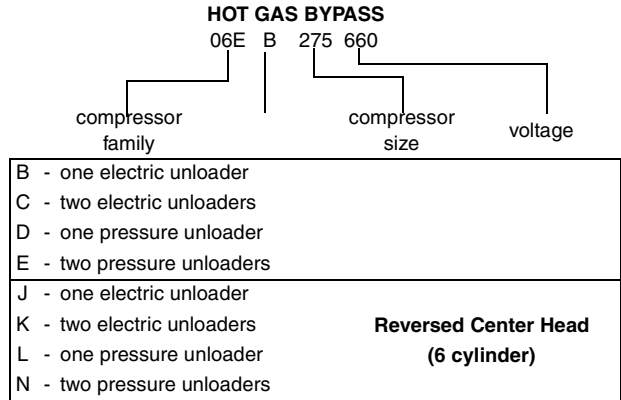 HOT GAS BYPASS
06E B 275 660
compressor family
compressor size
voltage
B - one electric unloader
C - two electric unloaders
D - one pressure unloader
E - two pressure unloaders
J - one electric unloader
K - two electric unloaders
L - one pressure unloader
N - two pressure unloaders
Reversed Center Head
(6 cylinder)